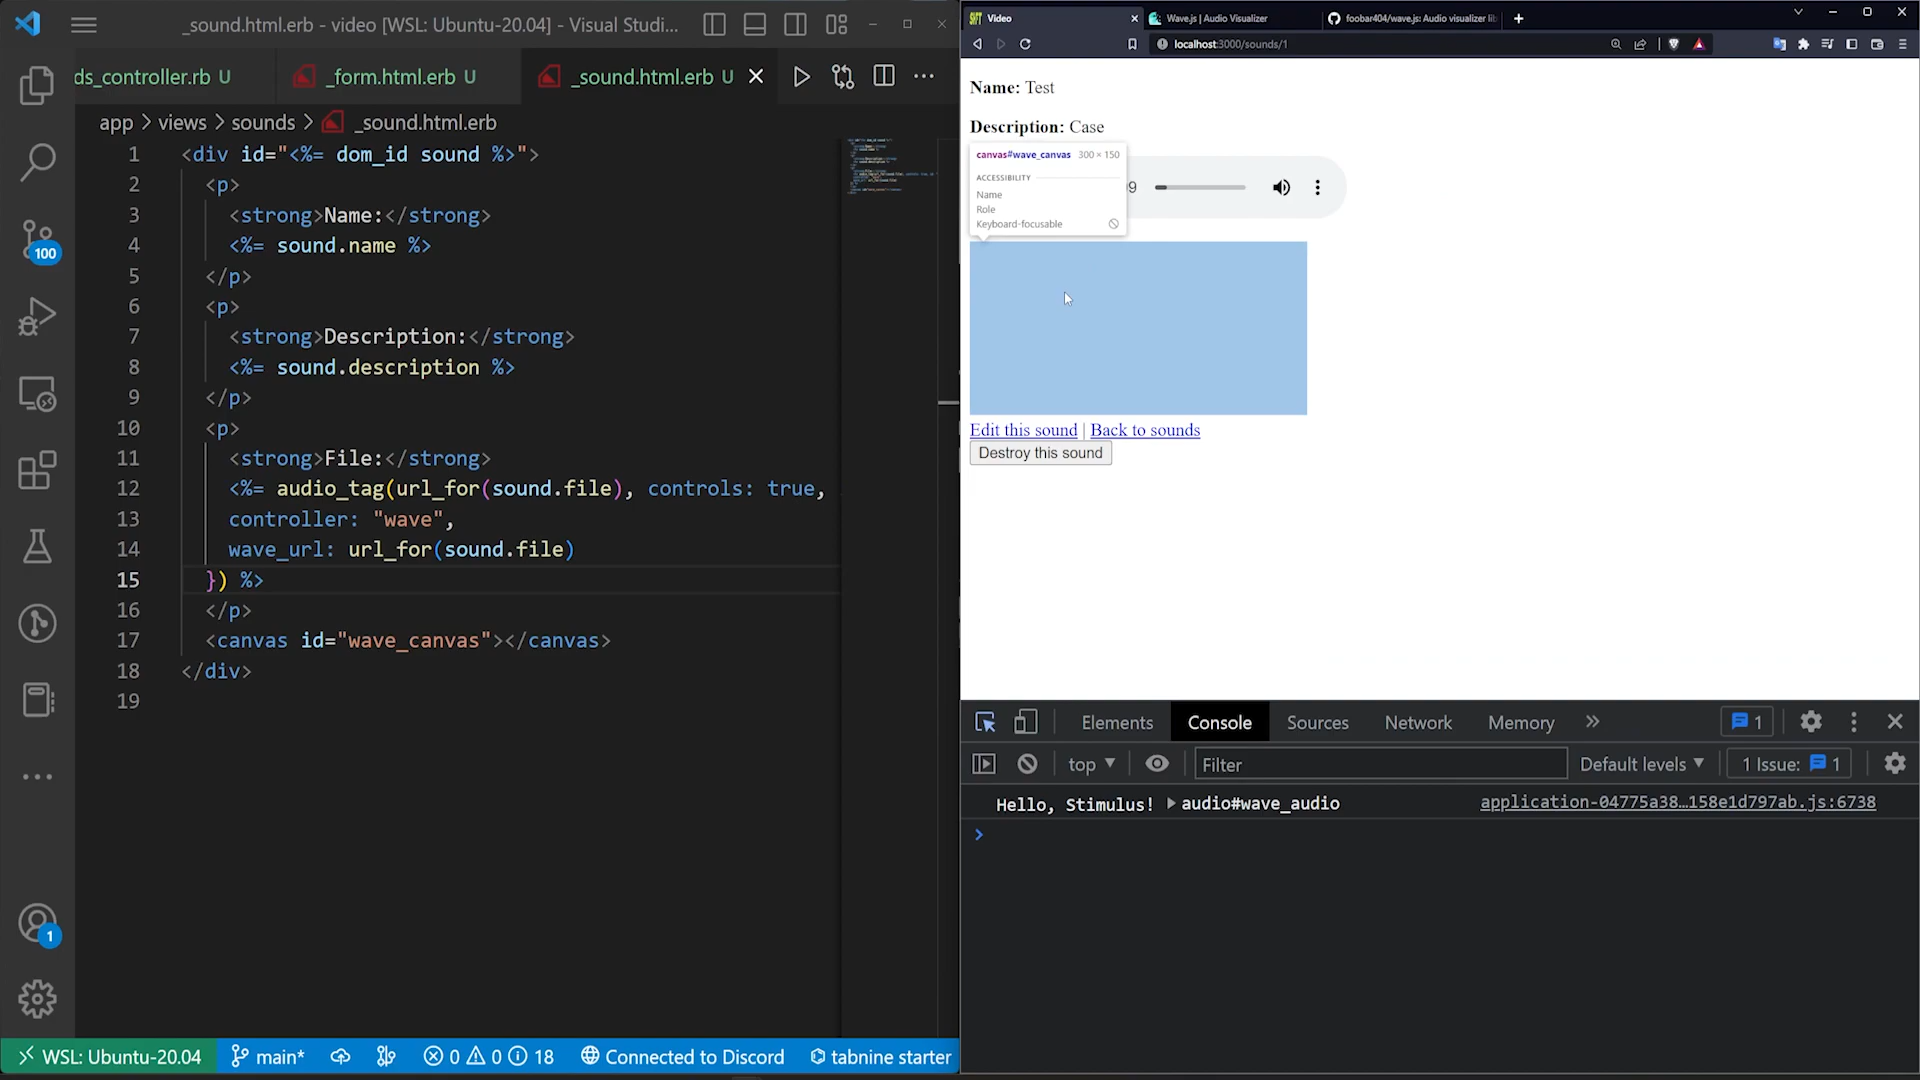 _sound.html.erb - video [WSL: Ubuntu-20.04] - Visual Studi...
ds_controller.rb U
_form.html.erb U
_sound.html.erb U
app > views > sounds > _sound.html.erb
1 <div id="<%= dom_id sound %>">
2 <p>
3 <strong>Name:</strong>
4 <%= sound.name %>
5 </p>
6 <p>
7 <strong>Description:</strong>
8 <%= sound.description %>
9 </p>
10 <p>
11 <strong>File:</strong>
12 <%= audio_tag(url_for(sound.file), controls: true,
13 controller: "wave",
14 wave_url: url_for(sound.file)
15 }) %>
16 </p>
17 <canvas id="wave_canvas"></canvas>
18 </div>
19
100
1
WSL: Ubuntu-20.04
main*
0 0 18
Connected to Discord
tabnine starter
Video
Wave.js | Audio Visualizer
foobar404/wave.js: Audio visualizer lib
localhost:3000/sounds/1
Name: Test
Description: Case
canvas#wave_canvas 300 × 150
ACCESSIBILITY
Name
Role
Keyboard-focusable
9
Edit this sound | Back to sounds
Destroy this sound
Elements
Console
Sources
Network
Memory
1
top
Filter
Default levels
1 Issue: 1
Hello, Stimulus! audio#wave_audio
application-04775a38…158e1d797ab.js:6738